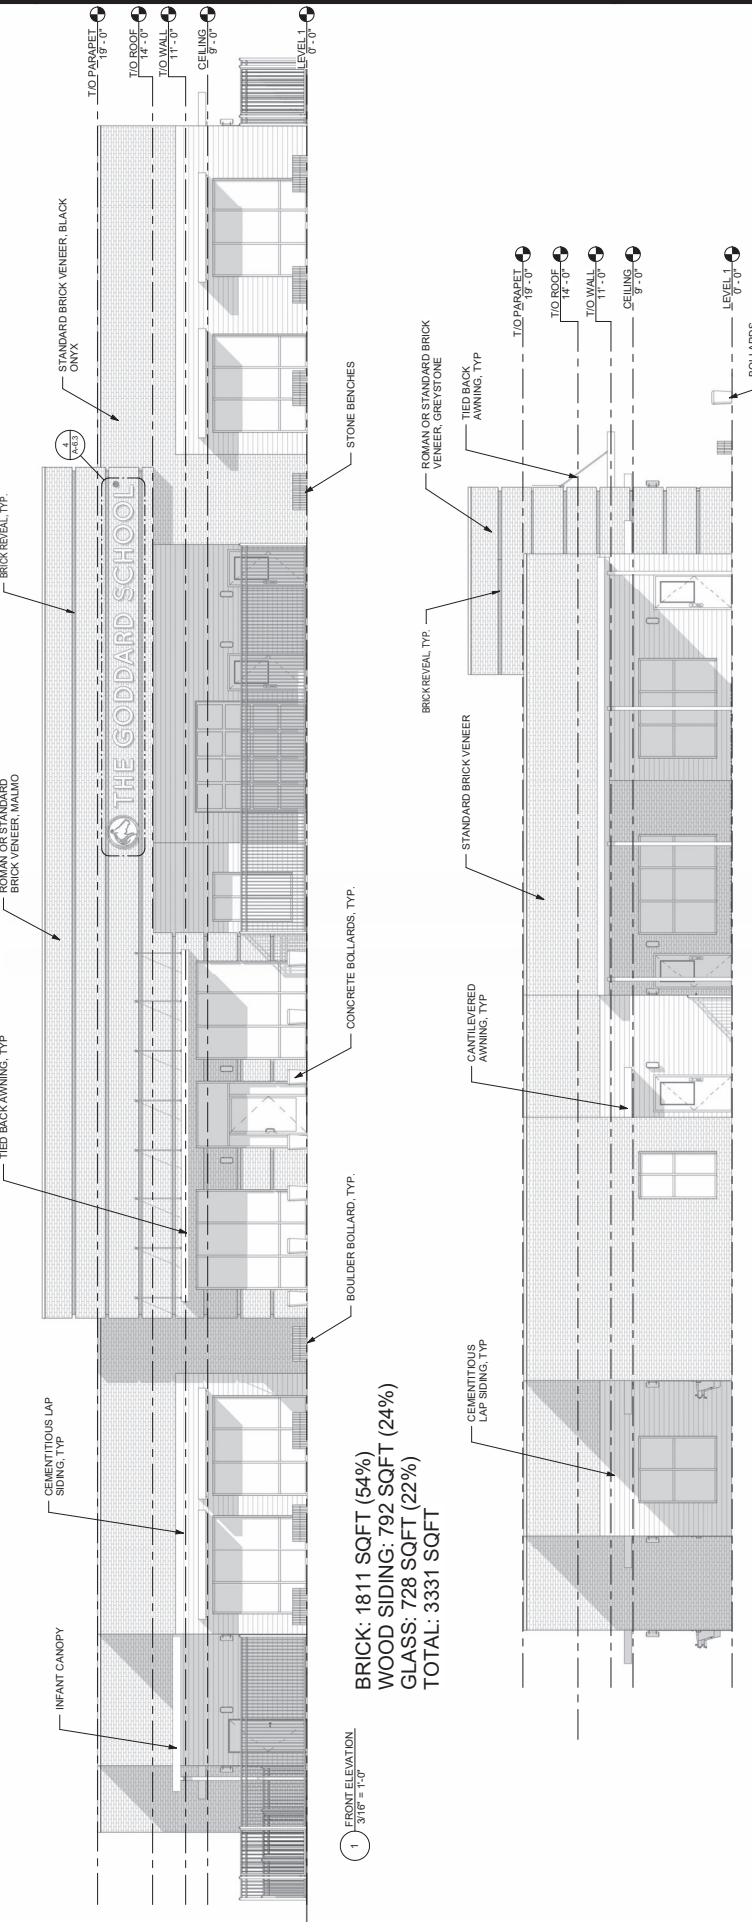 BRICK REVEAL, TYP.
ROMAN OR STANDARD
BRICK VENEER, MALMO
TIED BACK AWNING, TYP
STANDARD BRICK VENEER, BLACK
ONYX
4
A-6.3
CEMENTITIOUS LAP
SIDING, TYP
INFANT CANOPY
T/O PARAPET
19' - 0"
T/O ROOF
14' - 0"
T/O WALL
11' - 0"
CEILING
9' - 0"
LEVEL 1
0' - 0"
THE GODDARD SCHOOL
STONE BENCHES
CONCRETE BOLLARDS, TYP.
BOULDER BOLLARD, TYP.
BRICK: 1811 SQFT (54%)
WOOD SIDING: 792 SQFT (24%)
GLASS: 728 SQFT (22%)
TOTAL: 3331 SQFT
1
FRONT ELEVATION
3/16" = 1'-0"
ROMAN OR STANDARD BRICK
VENEER, GREYSTONE
TIED BACK
AWNING, TYP
BRICK REVEAL, TYP.
STANDARD BRICK VENEER
CANTILEVERED
AWNING, TYP
CEMENTITIOUS
LAP SIDING, TYP
T/O PARAPET
19' - 0"
T/O ROOF
14' - 0"
T/O WALL
11' - 0"
CEILING
9' - 0"
LEVEL 1
0' - 0"